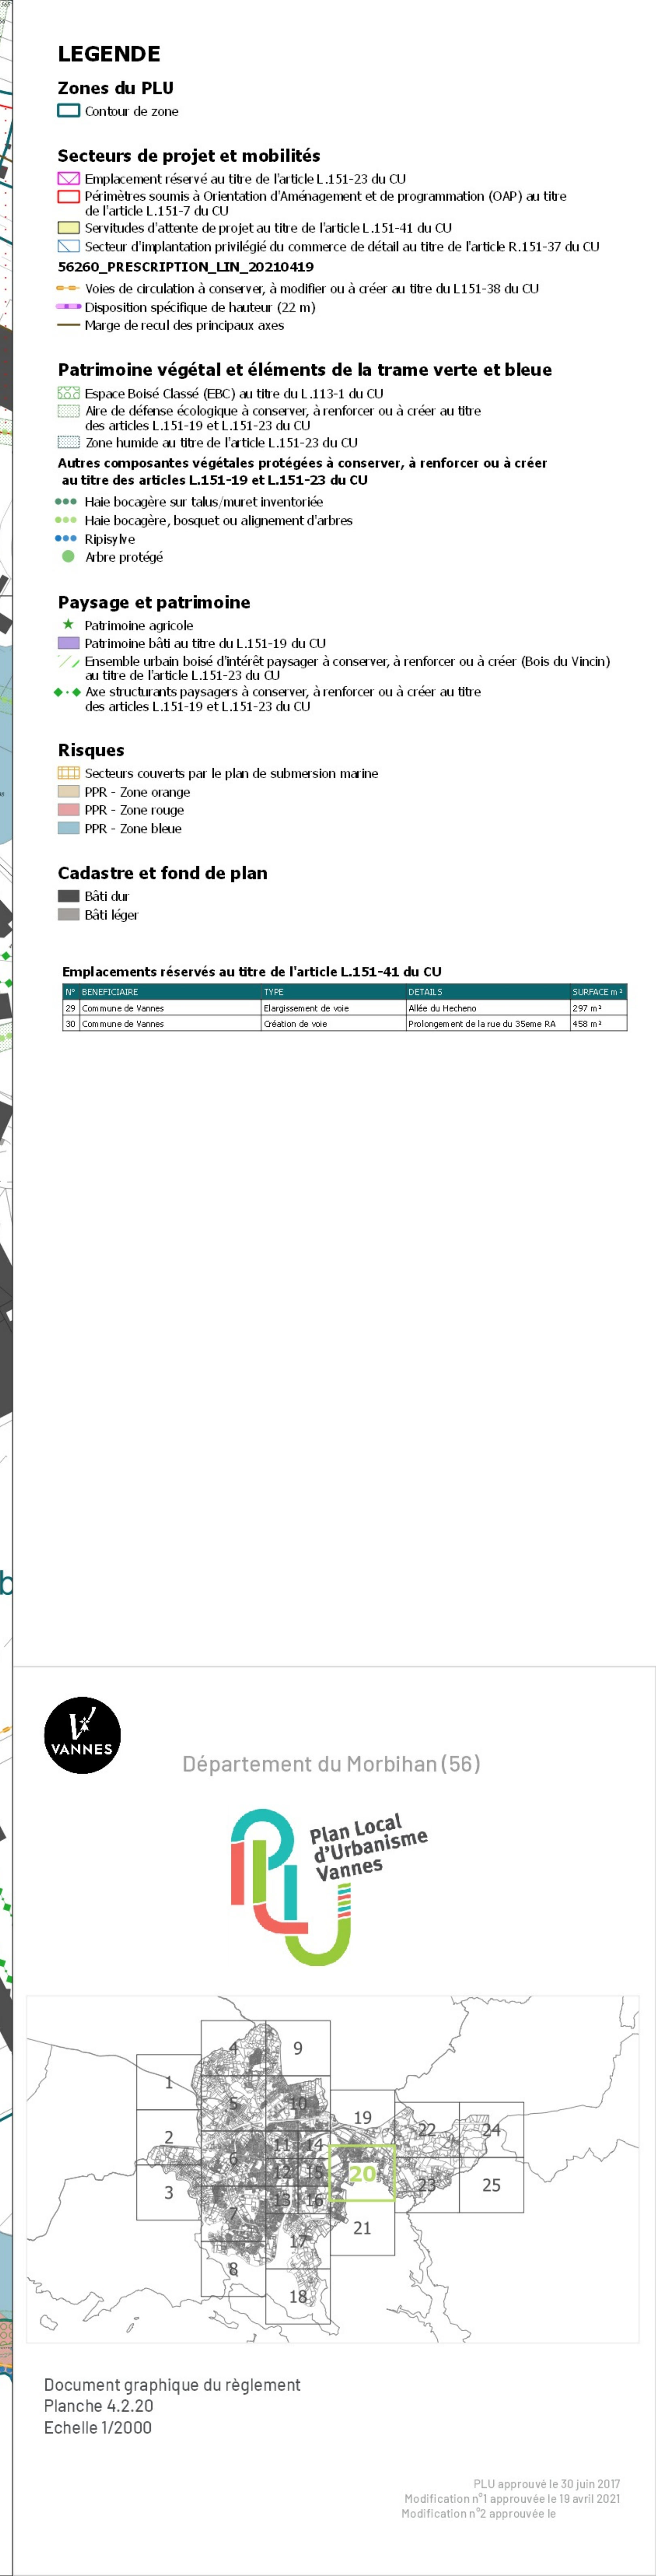 LEGENDE
Zones du PLU
Contour de zone
Secteurs de projet et mobilités
Emplacement réservé au titre de l'article L.151-23 du CU
Périmètres soumis à Orientation d'Aménagement et de programmation (OAP) au titre
de l'article L.151-7 du CU
Servitudes d'attente de projet au titre de l'article L.151-41 du CU
Secteur d'implantation privilégié du commerce de détail au titre de l'article R.151-37 du CU
56260_PRESCRIPTION_LIN_20210419
Voies de circulation à conserver, à modifier ou à créer au titre du L151-38 du CU
Disposition spécifique de hauteur (22 m)
Marge de recul des principaux axes
Patrimoine végétal et éléments de la trame verte et bleue
Espace Boisé Classé (EBC) au titre du L.113-1 du CU
Aire de défense écologique à conserver, à renforcer ou à créer au titre
des articles L.151-19 et L.151-23 du CU
Zone humide au titre de l'article L.151-23 du CU
Autres composantes végétales protégées à conserver, à renforcer ou à créer
au titre des articles L.151-19 et L.151-23 du CU
Haie bocagère sur talus/muret inventoriée
Haie bocagère, bosquet ou alignement d'arbres
Ripisylve
Arbre protégé
Paysage et patrimoine
Patrimoine agricole
Patrimoine bâti au titre du L.151-19 du CU
Ensemble urbain boisé d'intérêt paysager à conserver, à renforcer ou à créer (Bois du Vincin)
au titre de l'article L.151-23 du CU
Axe structurants paysagers à conserver, à renforcer ou à créer au titre
des articles L.151-19 et L.151-23 du CU
Risques
Secteurs couverts par le plan de submersion marine
PPR - Zone orange
PPR - Zone rouge
PPR - Zone bleue
Cadastre et fond de plan
Bâti dur
Bâti léger
Emplacements réservés au titre de l'article L.151-41 du CU
N° BENEFICIAIRE TYPE DETAILS SURFACE m²
29 Commune de Vannes Elargissement de voie Allée du Hecheno 297 m²
30 Commune de Vannes Création de voie Prolongement de la rue du 35eme RA 458 m²
b
VANNES
Département du Morbihan (56)
PLU
Plan Local
d'Urbanisme
Vannes
4 9
1
5 10
19
2 22 24
11 14
6
12 15 20
3 23 25
13 16
7
21
17
8
18
Document graphique du règlement
Planche 4.2.20
Echelle 1/2000
PLU approuvé le 30 juin 2017
Modification n°1 approuvée le 19 avril 2021
Modification n°2 approuvée le